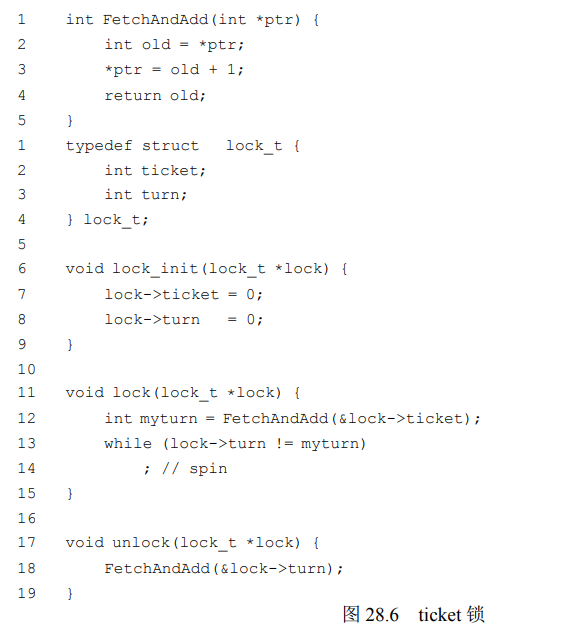 1 int FetchAndAdd(int *ptr) {
2 int old = *ptr;
3 *ptr = old + 1;
4 return old;
5 }
1 typedef struct lock_t {
2 int ticket;
3 int turn;
4 } lock_t;
5
6 void lock_init(lock_t *lock) {
7 lock->ticket = 0;
8 lock->turn = 0;
9 }
10
11 void lock(lock_t *lock) {
12 int myturn = FetchAndAdd(&lock->ticket);
13 while (lock->turn != myturn)
14 ; // spin
15 }
16
17 void unlock(lock_t *lock) {
18 FetchAndAdd(&lock->turn);
19 }
图 28.6 ticket 锁